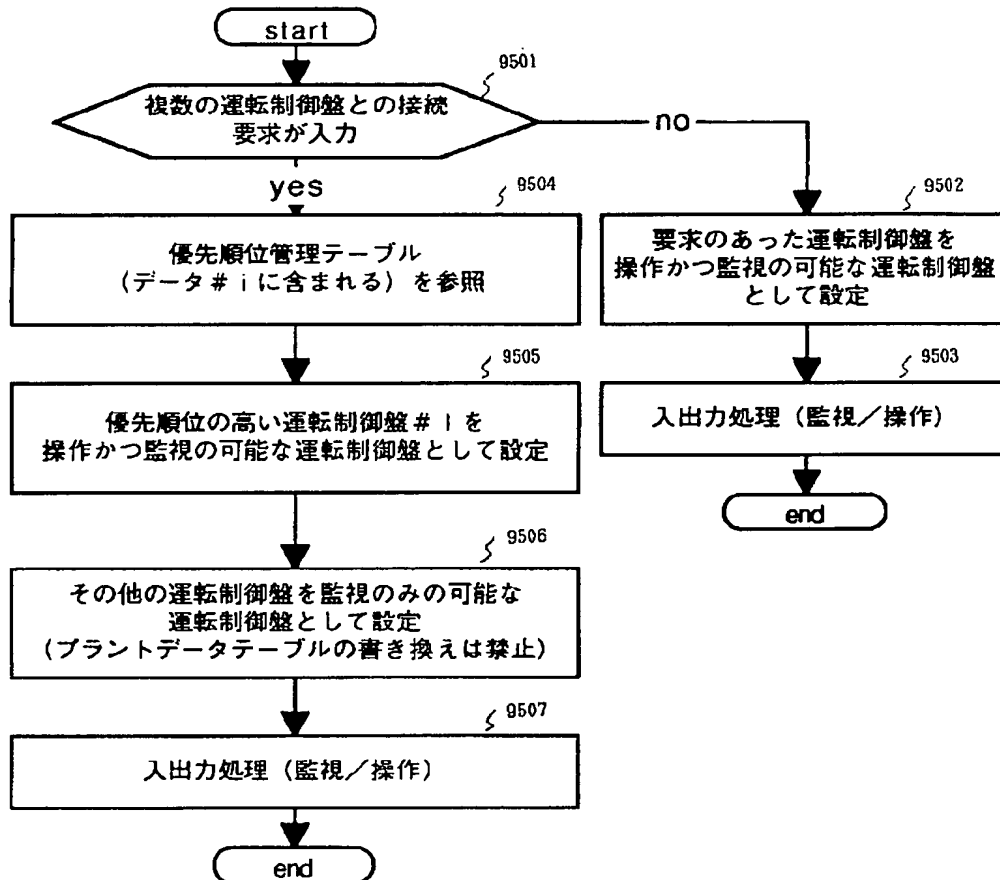 start
9501
複数の運転制御盤との接続
要求が入力
no
yes
9504
優先順位管理テーブル
(データ#iに含まれる)を参照
9502
要求のあった運転制御盤を
操作かつ監視の可能な運転制御盤
として設定
9505
優先順位の高い運転制御盤#lを
操作かつ監視の可能な運転制御盤として設定
9503
入出力処理(監視/操作)
end
9506
その他の運転制御盤を監視のみの可能な
運転制御盤として設定
(プラントデータテーブルの書き換えは禁止)
9507
入出力処理(監視/操作)
end